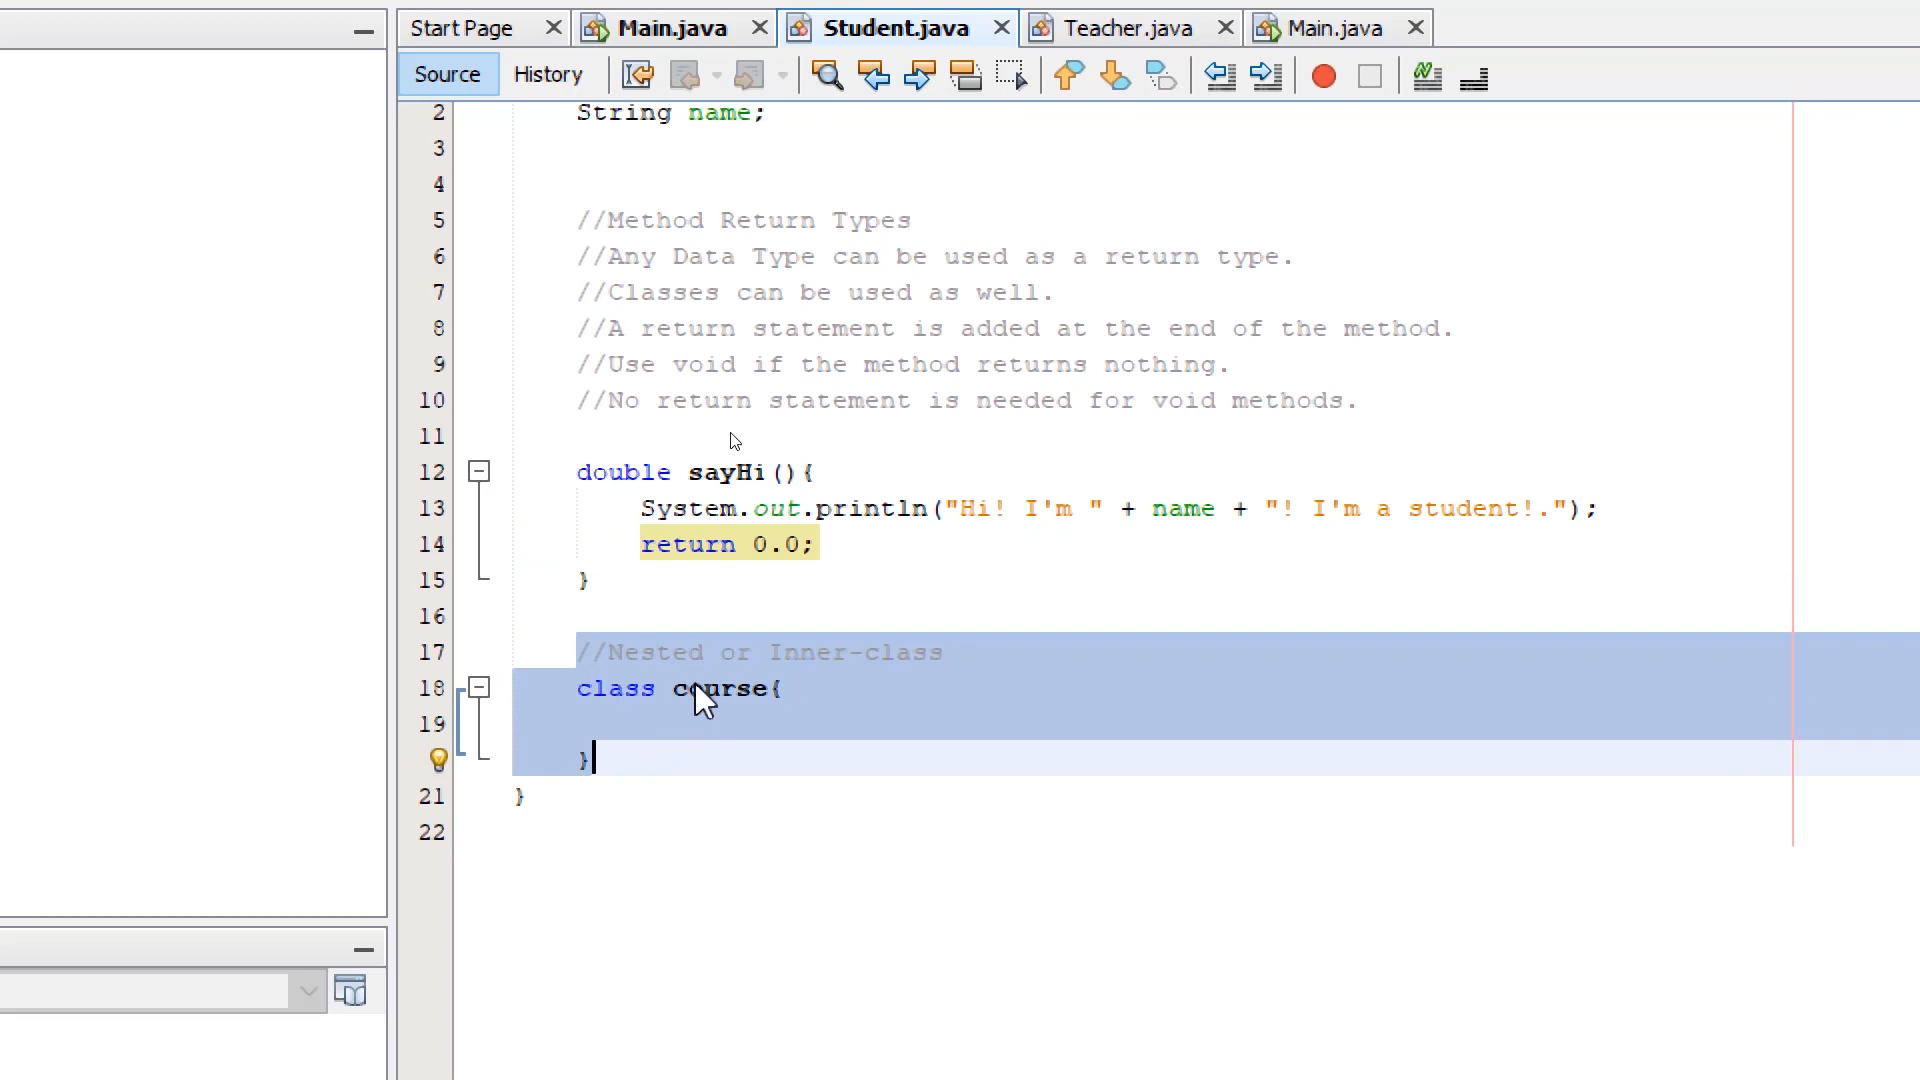 Start Page Main.java Student.java Teacher.java Main.java
Source History
2 String name;
3
4
5 //Method Return Types
6 //Any Data Type can be used as a return type.
7 //Classes can be used as well.
8 //A return statement is added at the end of the method.
9 //Use void if the method returns nothing.
10 //No return statement is needed for void methods.
11
12 double sayHi(){
13 System.out.println("Hi! I'm " + name + "! I'm a student!.");
14 return 0.0;
15 }
16
17 //Nested or Inner-class
18 class course{
19
}
21 }
22